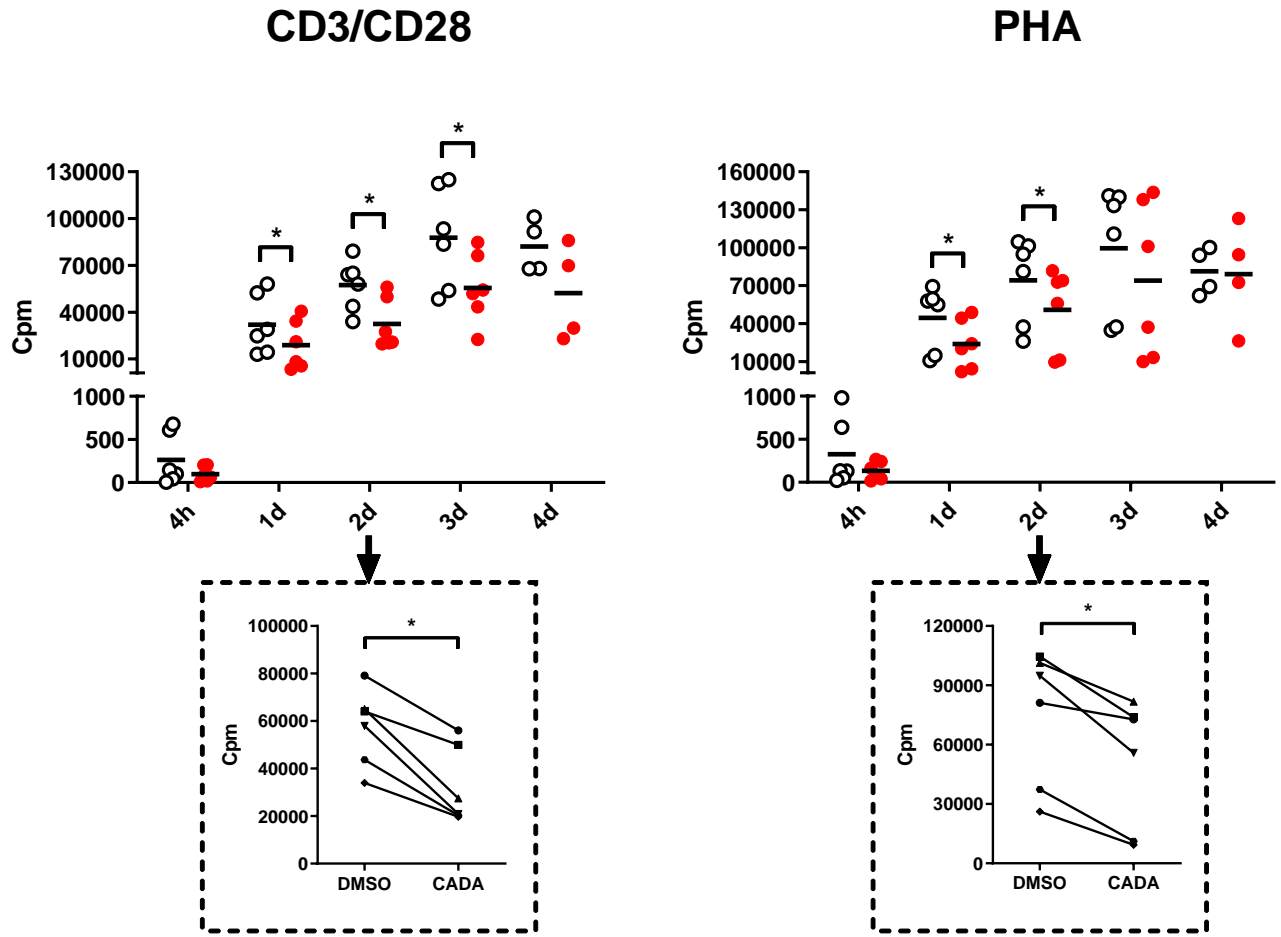 CD3/CD28
PHA
*
130000
100000
70000
40000
10000
1000
500
0
Cpm
*
*
4h
1d
2d
3d
4d
160000
130000
100000
70000
40000
10000
1000
500
0
Cpm
*
*
4h
1d
2d
3d
4d
100000
80000
60000
40000
20000
0
Cpm
*
DMSO
CADA
120000
90000
60000
30000
0
Cpm
*
DMSO
CADA